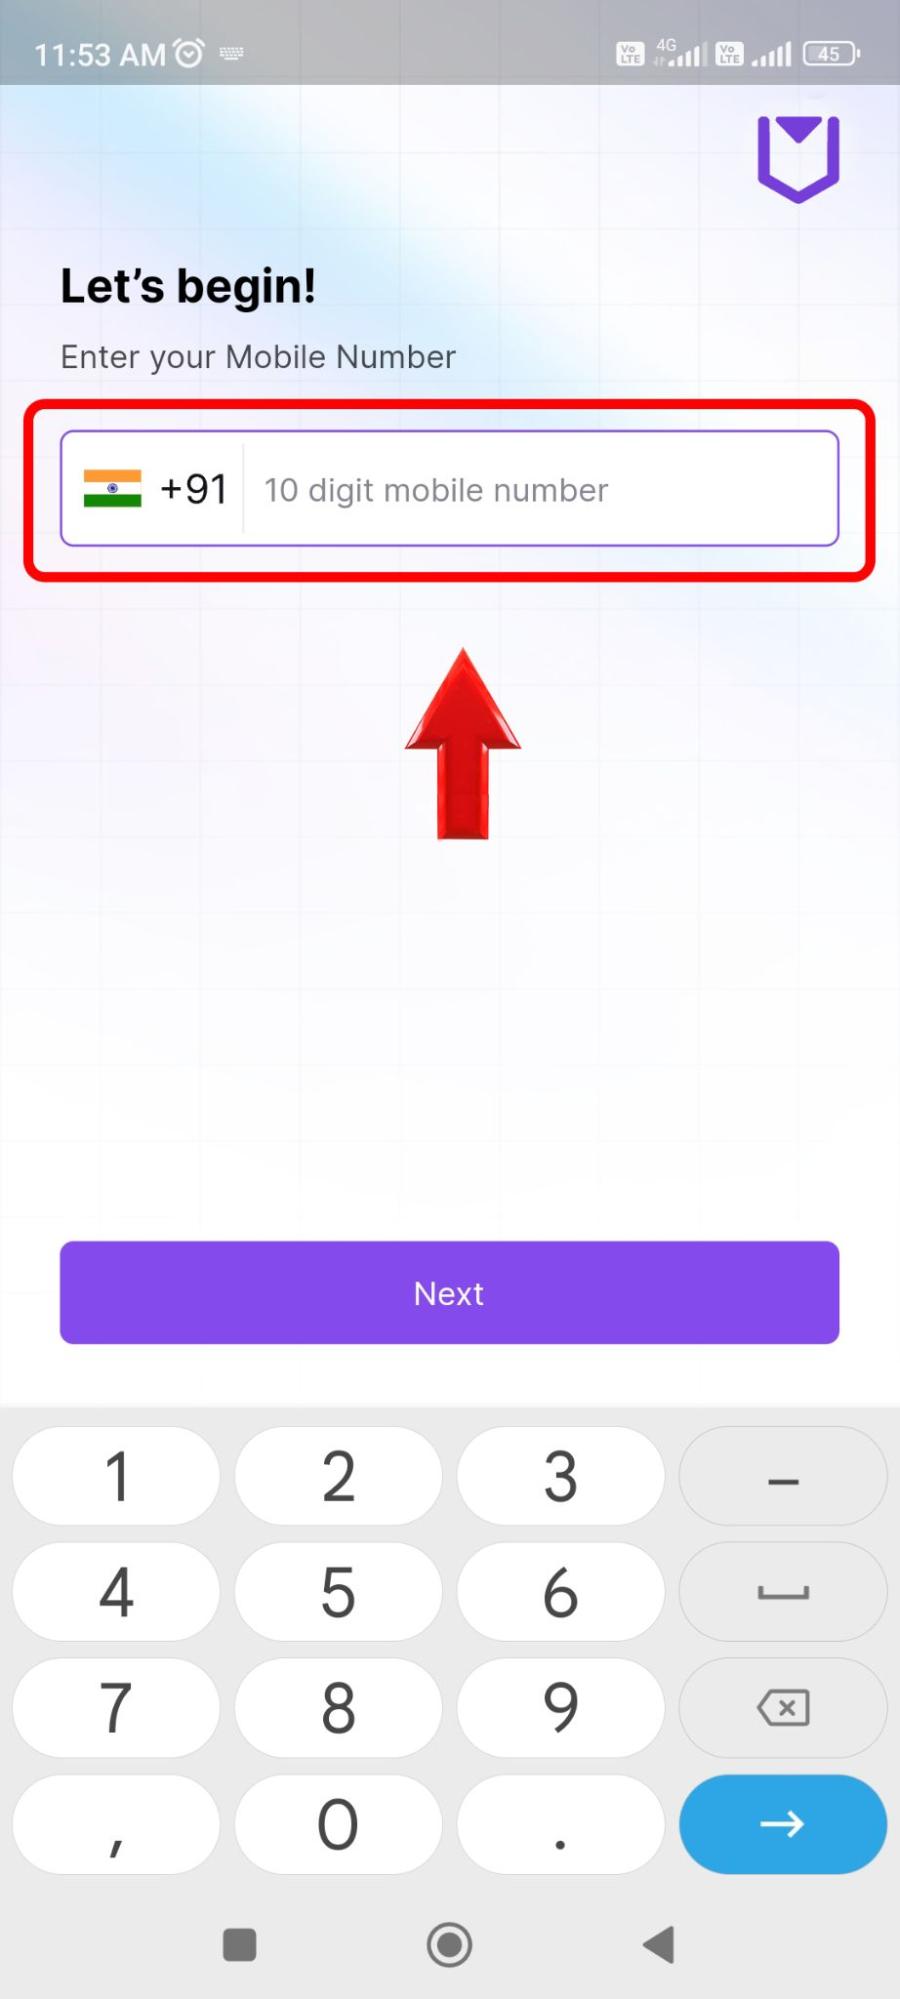 11:53 AM
Vo LTE 4G Vo LTE 45
Let’s begin!
Enter your Mobile Number
+91 10 digit mobile number
Next
1 2 3 –
4 5 6
7 8 9
, 0 .